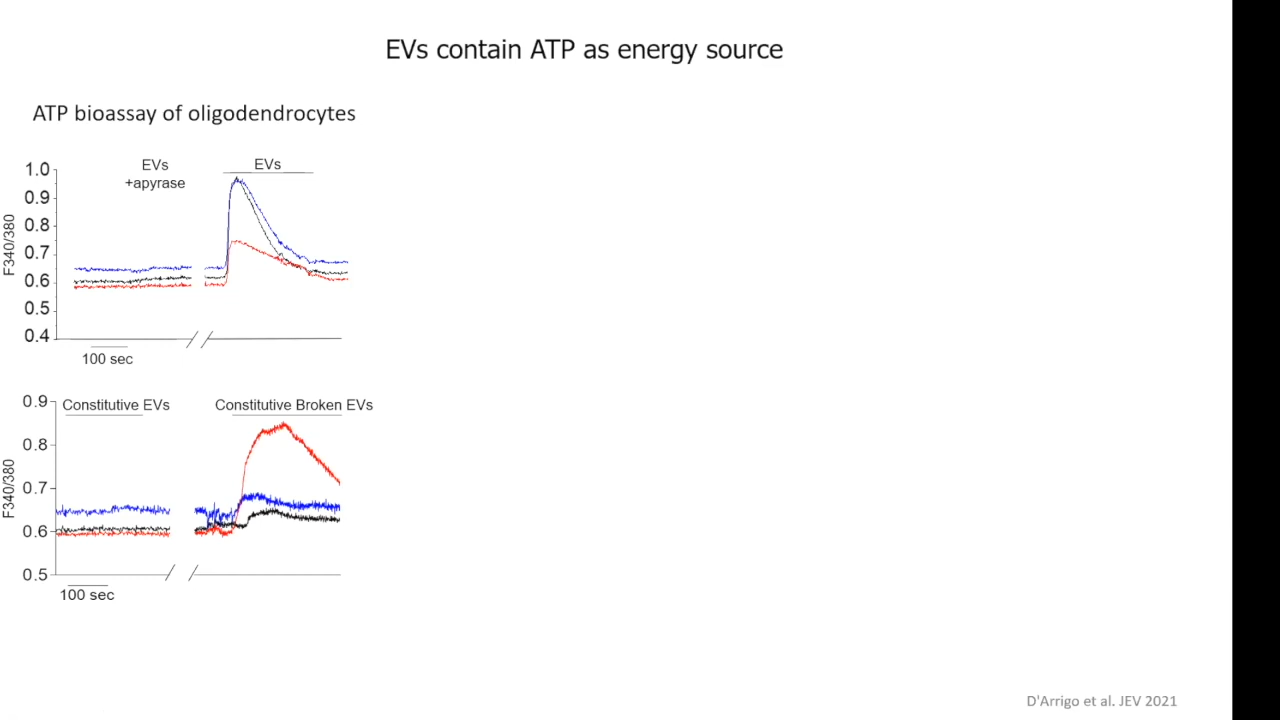 EVs contain ATP as energy source
ATP bioassay of oligodendrocytes
EVs
+apyrase
EVs
F340/380
1.0
0.9
0.8
0.7
0.6
0.5
0.4
100 sec
Constitutive EVs
Constitutive Broken EVs
F340/380
0.9
0.8
0.7
0.6
0.5
100 sec
D'Arrigo et al. JEV 2021